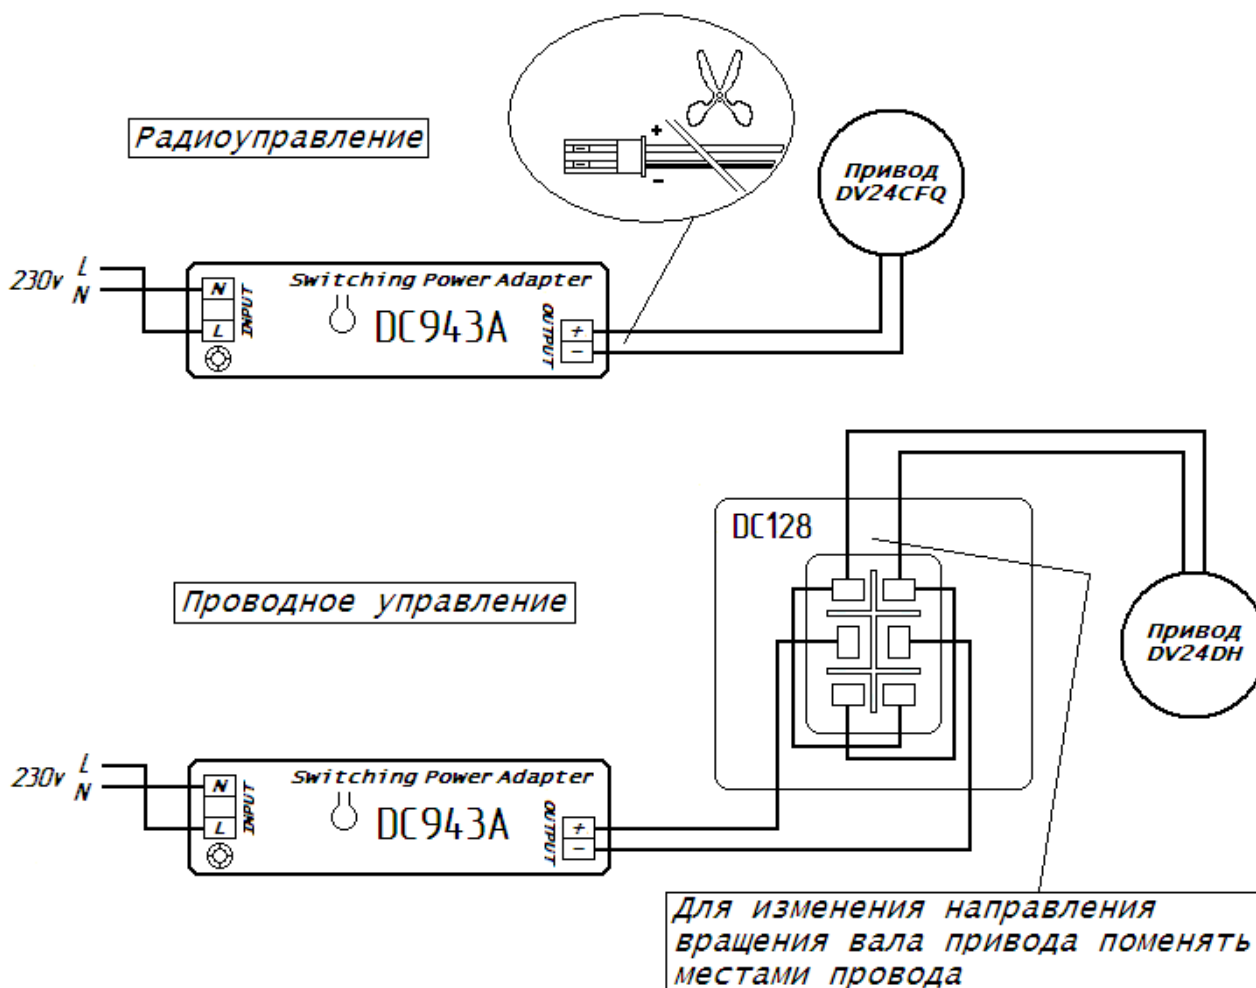 Радиоуправление
+
-
Привод
DV24CFQ
230v L
N
N
L
INPUT
Switching Power Adapter
DC943A
OUTPUT
+
-
DC128
Проводное управление
Привод
DV24DH
230v L
N
N
L
INPUT
Switching Power Adapter
DC943A
OUTPUT
+
-
Для изменения направления
вращения вала привода поменять
местами провода